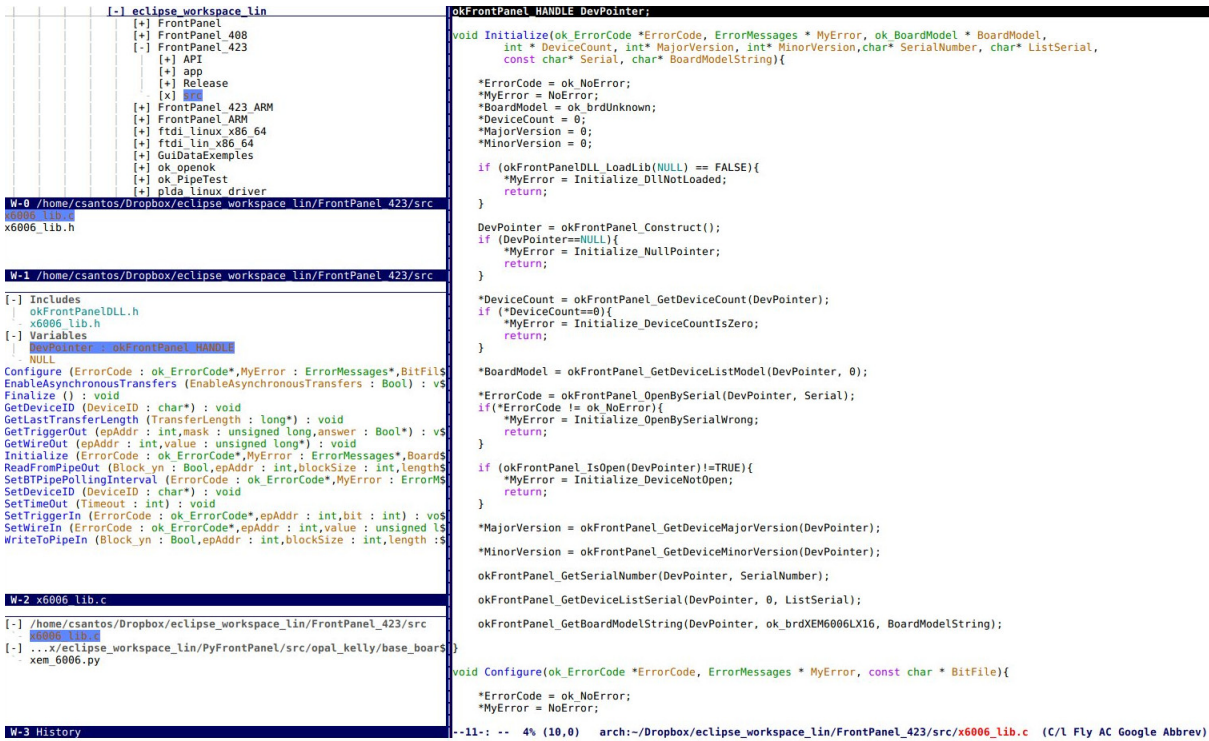 [-] eclipse_workspace_lin
[+] FrontPanel
[+] FrontPanel_408
[-] FrontPanel_423
[+] API
[+] app
[+] Release
[x] src
[+] FrontPanel_423_ARM
[+] FrontPanel_ARM
[+] ftdi_linux_x86_64
[+] ftdi_lin_x86_64
[+] GuiDataExemples
[+] ok_openok
[+] ok_PipeTest
[+] plda_linux_driver
W-0 /home/csantos/Dropbox/eclipse_workspace_lin/FrontPanel_423/src
x6006_lib.c
x6006_lib.h
W-1 /home/csantos/Dropbox/eclipse_workspace_lin/FrontPanel_423/src
[-] Includes
okFrontPanelDLL.h
x6006_lib.h
[-] Variables
DevPointer : okFrontPanel_HANDLE
NULL
Configure (ErrorCode : ok_ErrorCode*,MyError : ErrorMessages*,BitFil$
EnableAsynchronousTransfers (EnableAsynchronousTransfers : Bool) : v$
Finalize () : void
GetDeviceID (DeviceID : char*) : void
GetLastTransferLength (TransferLength : long*) : void
GetTriggerOut (epAddr : int,mask : unsigned long,answer : Bool*) : v$
GetWireOut (epAddr : int,value : unsigned long*) : void
Initialize (ErrorCode : ok_ErrorCode*,MyError : ErrorMessages*,Board$
ReadFromPipeOut (Block_yn : Bool,epAddr : int,blockSize : int,length$
SetBTPipePollingInterval (ErrorCode : ok_ErrorCode*,MyError : ErrorM$
SetDeviceID (DeviceID : char*) : void
SetTimeOut (Timeout : int) : void
SetTriggerIn (ErrorCode : ok_ErrorCode*,epAddr : int,bit : int) : vo$
SetWireIn (ErrorCode : ok_ErrorCode*,epAddr : int,value : unsigned l$
WriteToPipeIn (Block_yn : Bool,epAddr : int,blockSize : int,length :$
W-2 x6006_lib.c
[-] /home/csantos/Dropbox/eclipse_workspace_lin/FrontPanel_423/src
x6006_lib.c
[-] ...x/eclipse_workspace_lin/PyFrontPanel/src/opal_kelly/base_boar$
xem_6006.py
W-3 History
okFrontPanel_HANDLE DevPointer;
void Initialize(ok_ErrorCode *ErrorCode, ErrorMessages * MyError, ok_BoardModel * BoardModel,
int * DeviceCount, int* MajorVersion, int* MinorVersion,char* SerialNumber, char* ListSerial,
const char* Serial, char* BoardModelString){
*ErrorCode = ok_NoError;
*MyError = NoError;
*BoardModel = ok_brdUnknown;
*DeviceCount = 0;
*MajorVersion = 0;
*MinorVersion = 0;
if (okFrontPanelDLL_LoadLib(NULL) == FALSE){
*MyError = Initialize_DllNotLoaded;
return;
}
DevPointer = okFrontPanel_Construct();
if (DevPointer==NULL){
*MyError = Initialize_NullPointer;
return;
}
*DeviceCount = okFrontPanel_GetDeviceCount(DevPointer);
if (*DeviceCount==0){
*MyError = Initialize_DeviceCountIsZero;
return;
}
*BoardModel = okFrontPanel_GetDeviceListModel(DevPointer, 0);
*ErrorCode = okFrontPanel_OpenBySerial(DevPointer, Serial);
if(*ErrorCode != ok_NoError){
*MyError = Initialize_OpenBySerialWrong;
return;
}
if (okFrontPanel_IsOpen(DevPointer)!=TRUE){
*MyError = Initialize_DeviceNotOpen;
return;
}
*MajorVersion = okFrontPanel_GetDeviceMajorVersion(DevPointer);
*MinorVersion = okFrontPanel_GetDeviceMinorVersion(DevPointer);
okFrontPanel_GetSerialNumber(DevPointer, SerialNumber);
okFrontPanel_GetDeviceListSerial(DevPointer, 0, ListSerial);
okFrontPanel_GetBoardModelString(DevPointer, ok_brdXEM6006LX16, BoardModelString);
}
void Configure(ok_ErrorCode *ErrorCode, ErrorMessages * MyError, const char * BitFile){
*ErrorCode = ok_NoError;
*MyError = NoError;
--11-: -- 4% (10,0) arch:~/Dropbox/eclipse_workspace_lin/FrontPanel_423/src/x6006_lib.c (C/l Fly AC Google Abbrev)